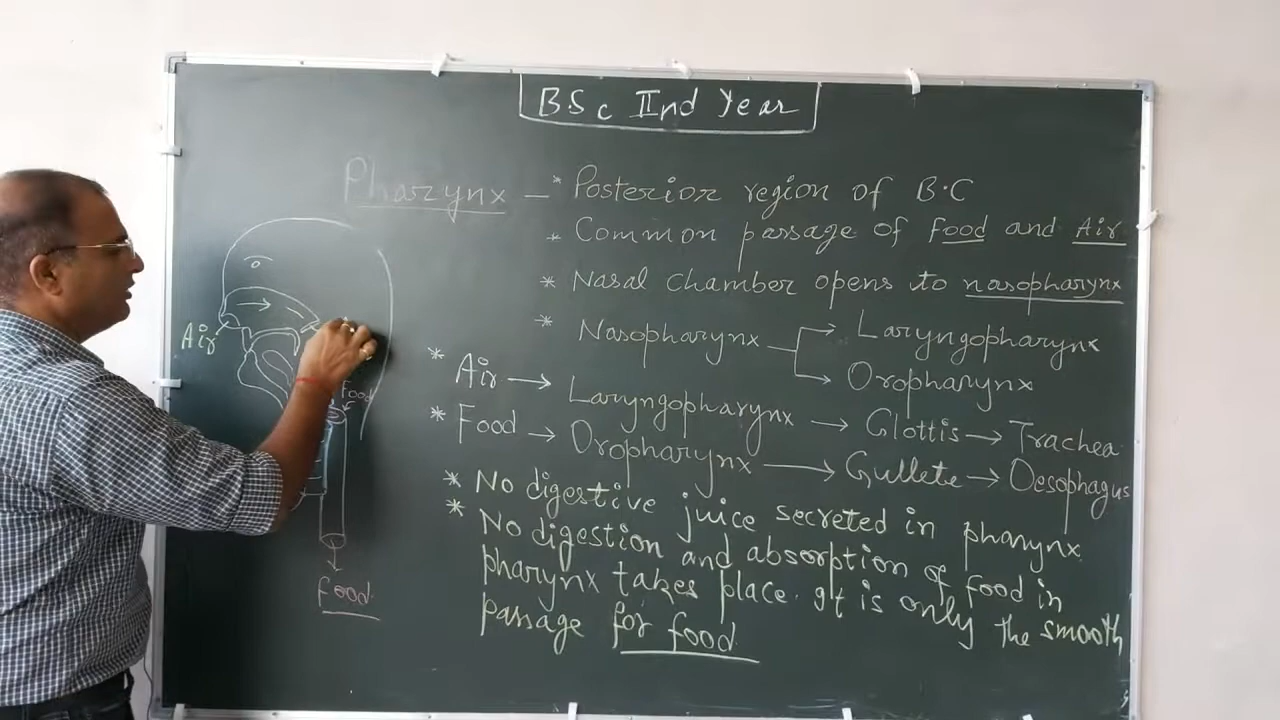 BSc IInd Year
Pharynx — * Posterior region of B.C
* Common passage of food and Air
* Nasal Chamber opens to nasopharynx
* Nasopharynx Laryngopharynx
Oropharynx
* Air → Laryngopharynx → Glottis → Trachea
* Food → Oropharynx → Gullete → Oesophagus
* No digestive juice secreted in pharynx
* No digestion and absorption of food in
pharynx takes place. It is only the smooth
passage for food.
Air
Food
Food